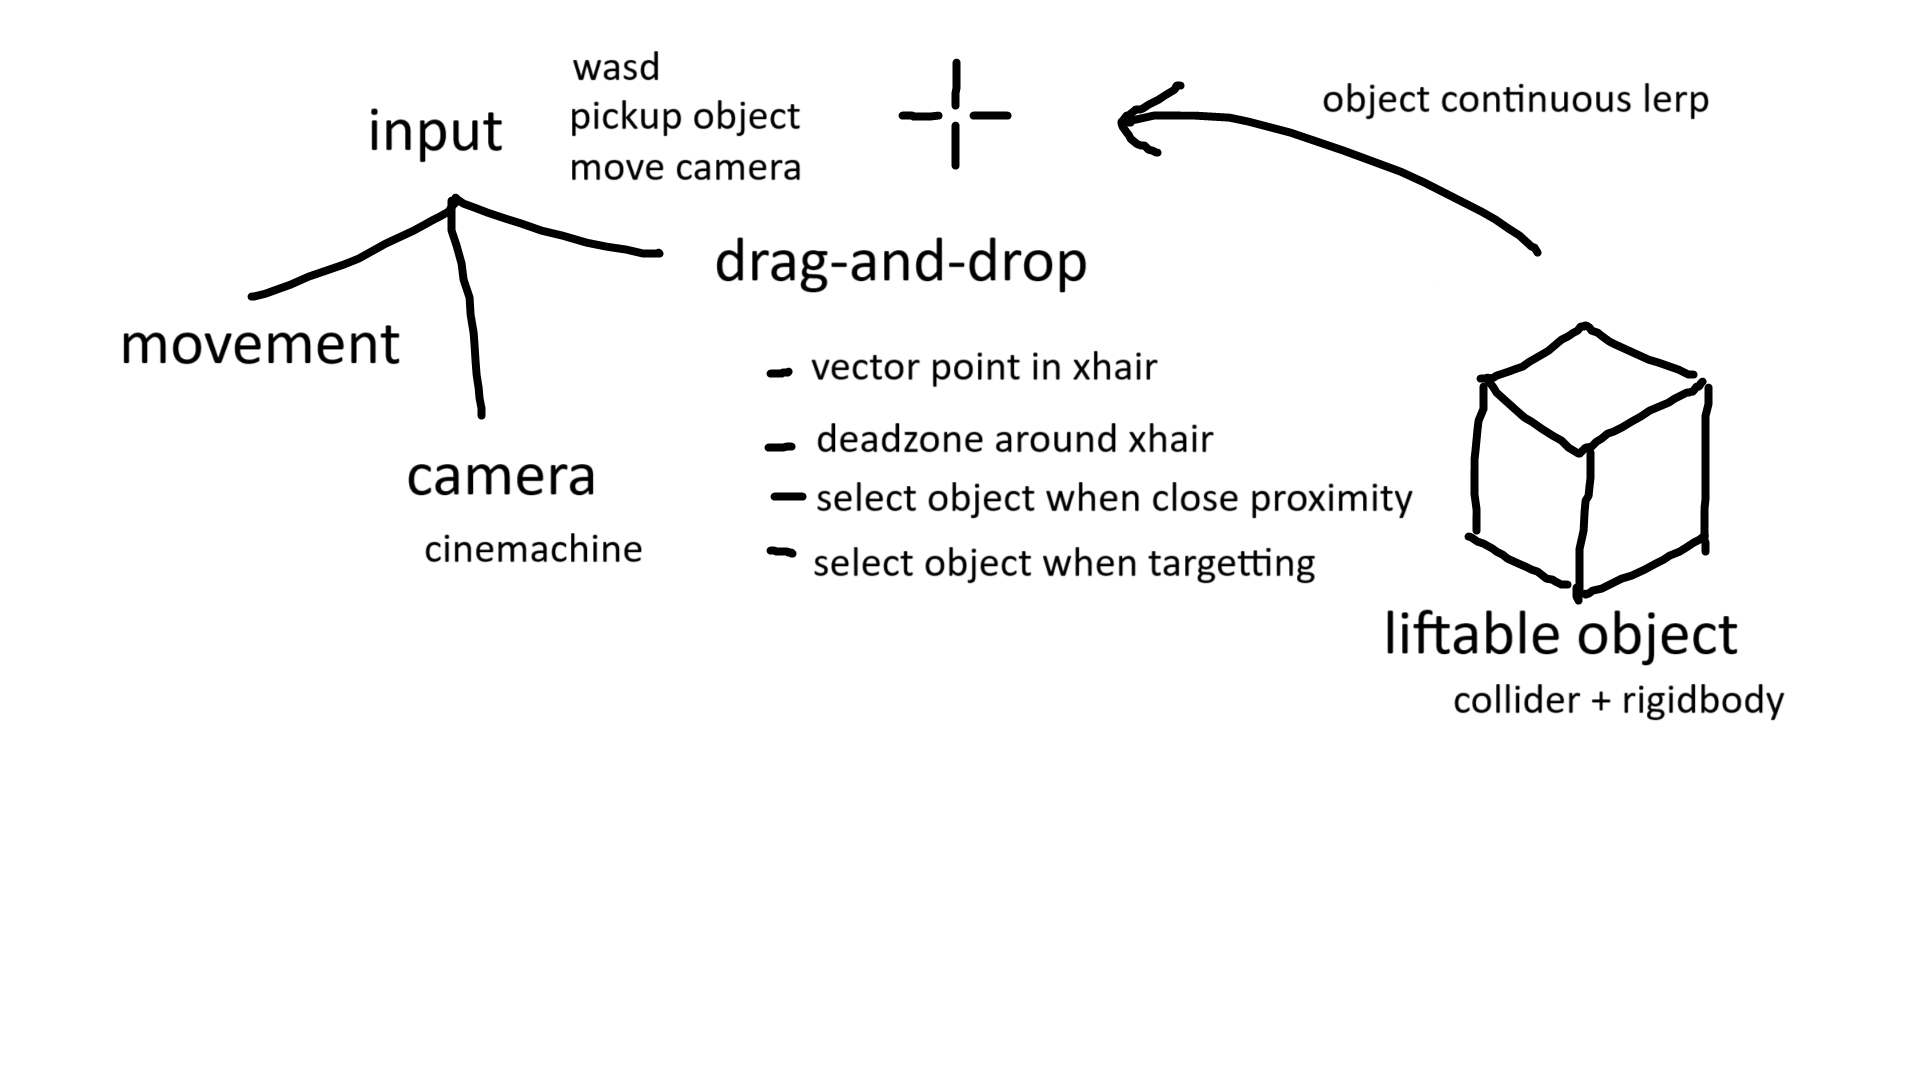 wasd
input
pickup object
move camera
object continuous lerp
drag-and-drop
movement
vector point in xhair
deadzone around xhair
camera
select object when close proximity
cinemachine
select object when targetting
liftable object
collider + rigidbody